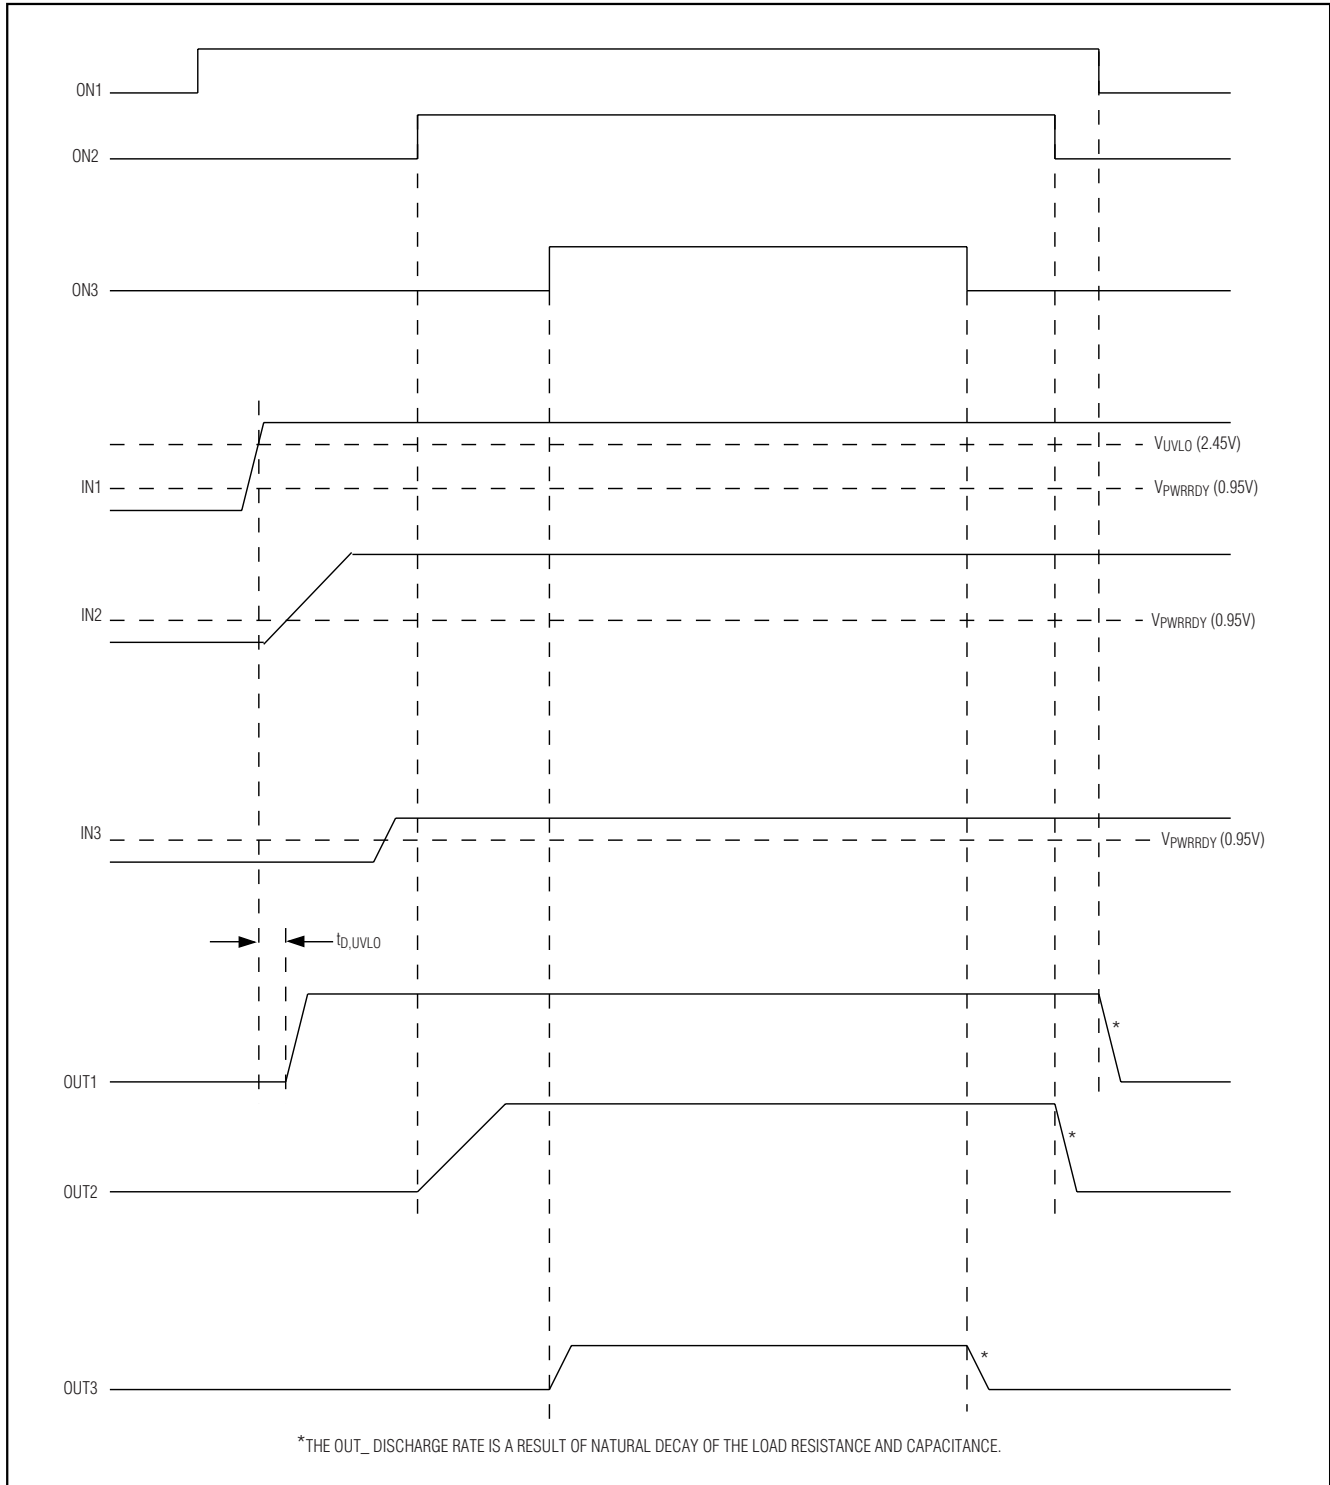 ON1
ON2
ON3
VUVLO (2.45V)
IN1
VPWRRDY (0.95V)
IN2
VPWRRDY (0.95V)
IN3
VPWRRDY (0.95V)
tD,UVLO
*
OUT1
*
OUT2
*
OUT3
*THE OUT_ DISCHARGE RATE IS A RESULT OF NATURAL DECAY OF THE LOAD RESISTANCE AND CAPACITANCE.